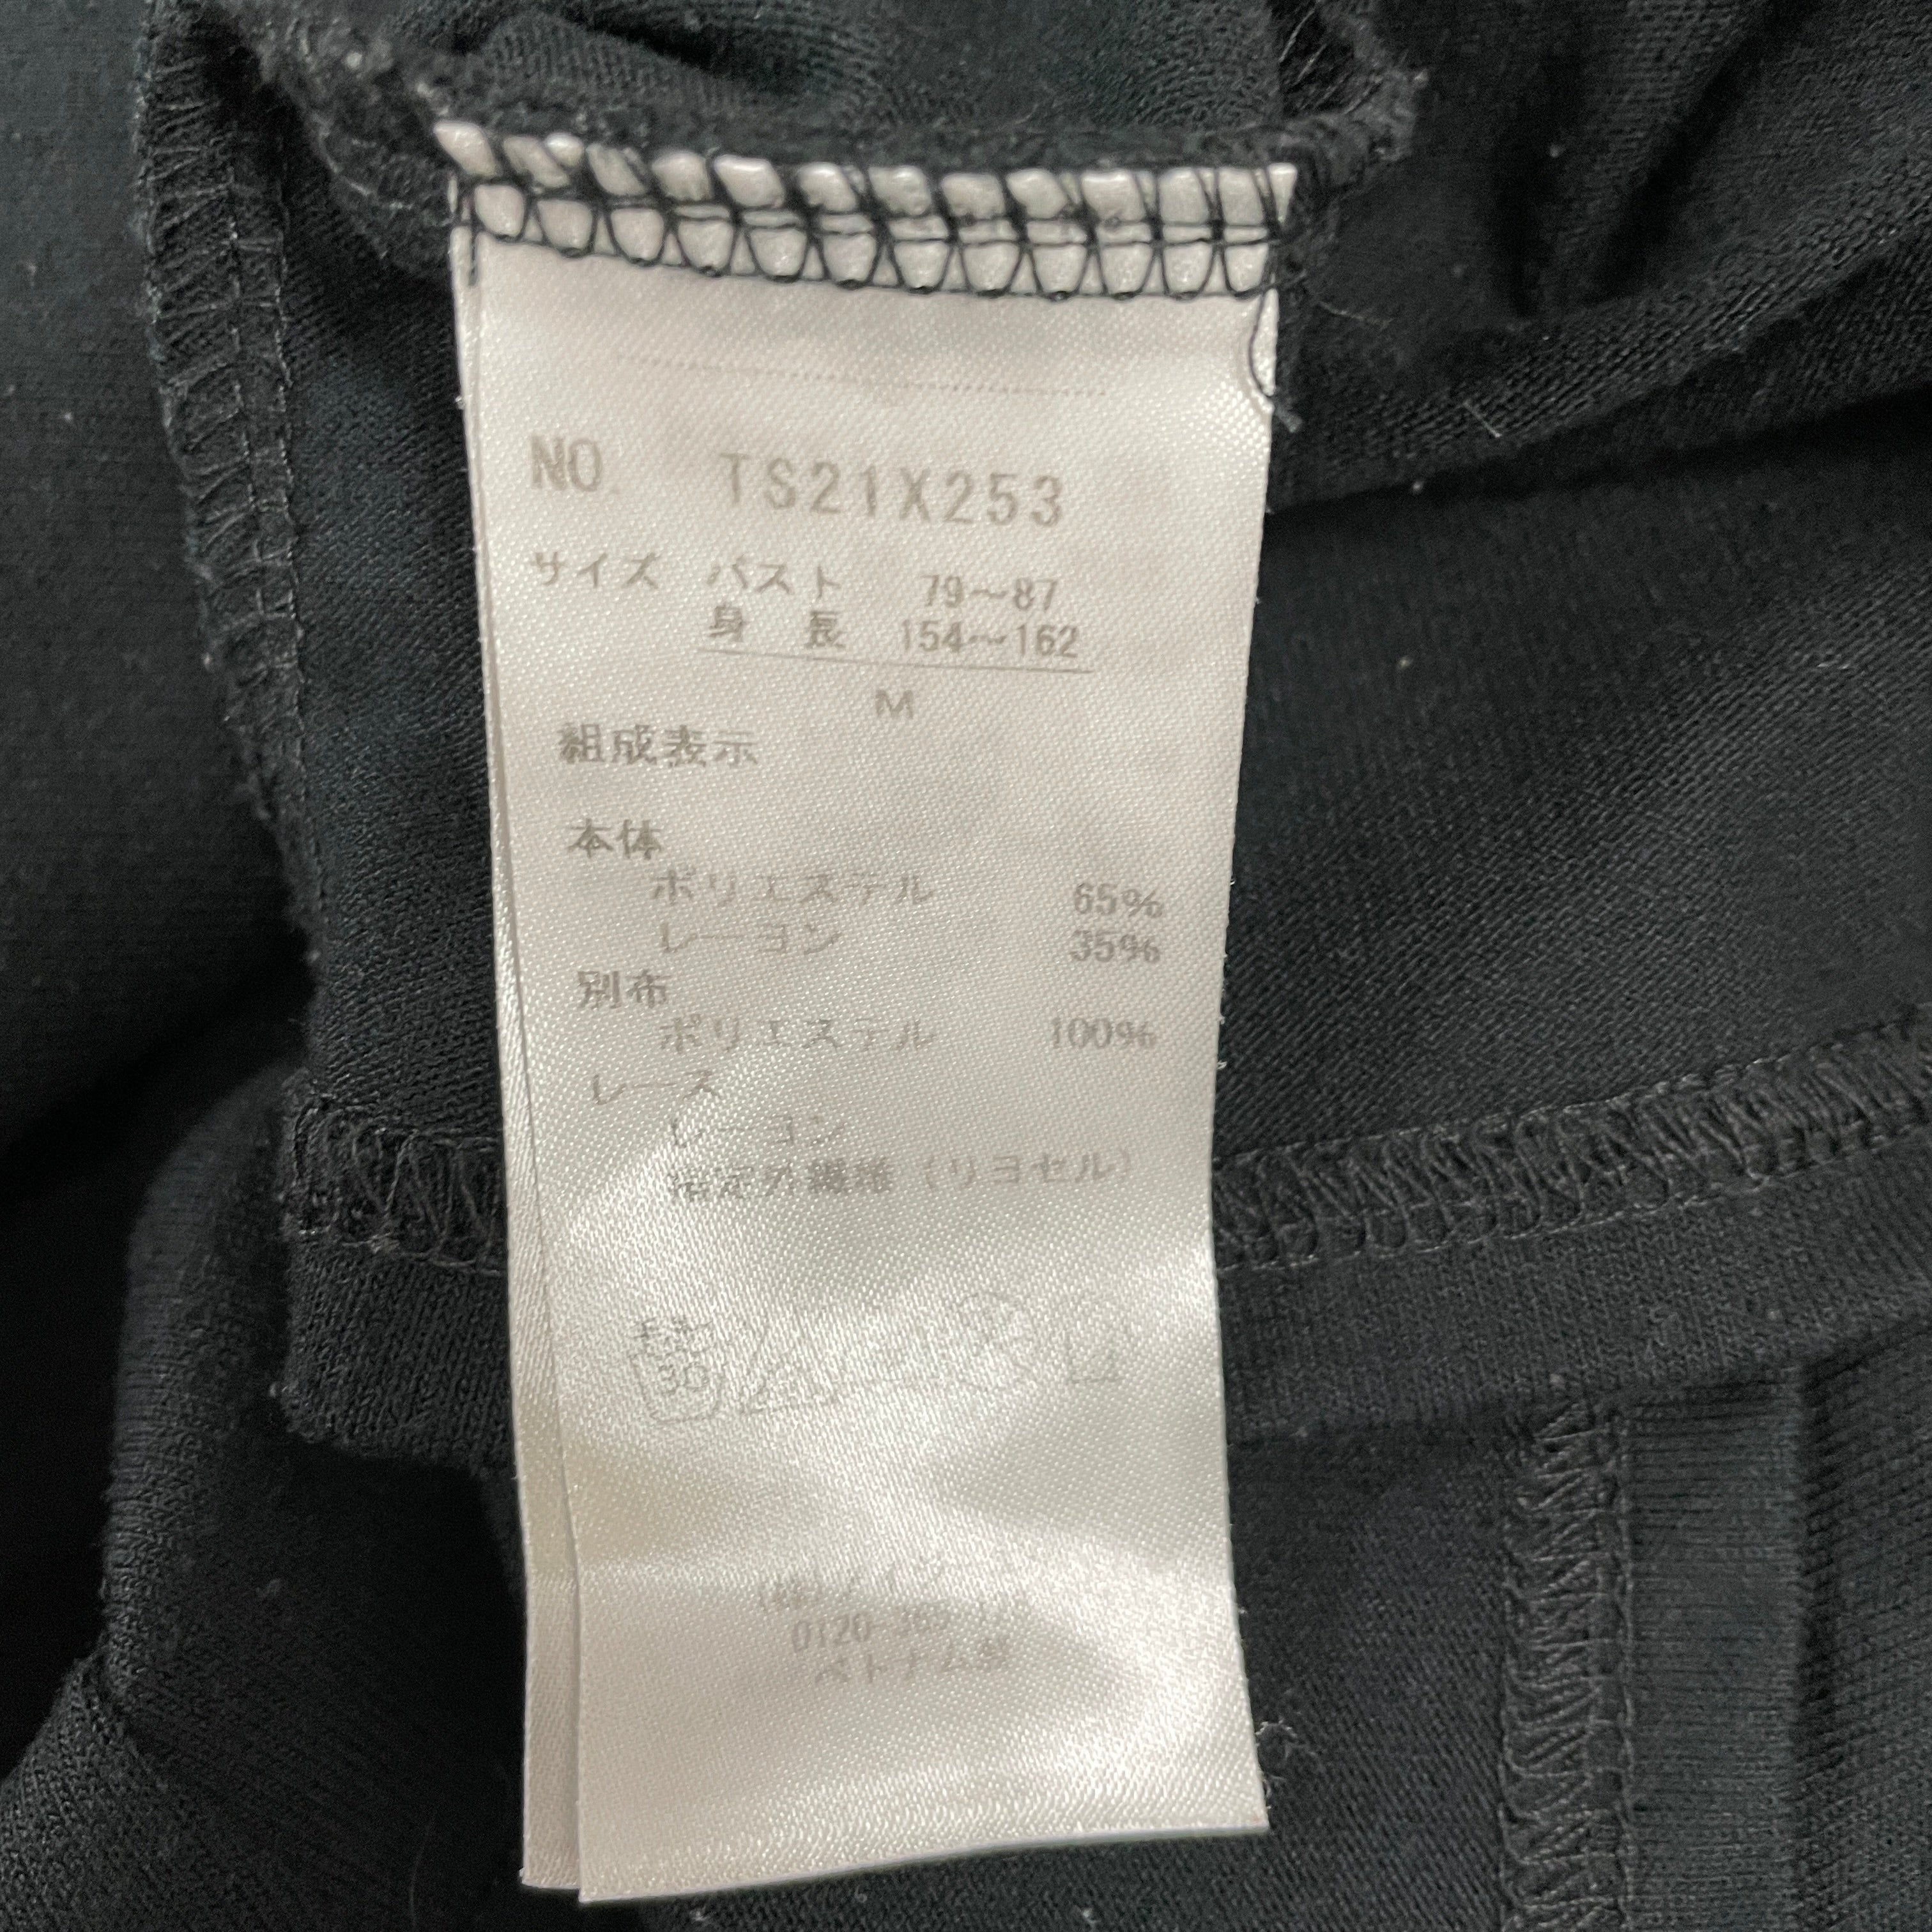 NO. TS21X253
サイズ バスト 79〜87
身 長 154〜162
M
組成表示
本体
ポリエステル 65%
レーヨン 35%
別布
ポリエステル 100%
レース
レーヨン
指定外繊維（リヨセル）
30
ベトナム製